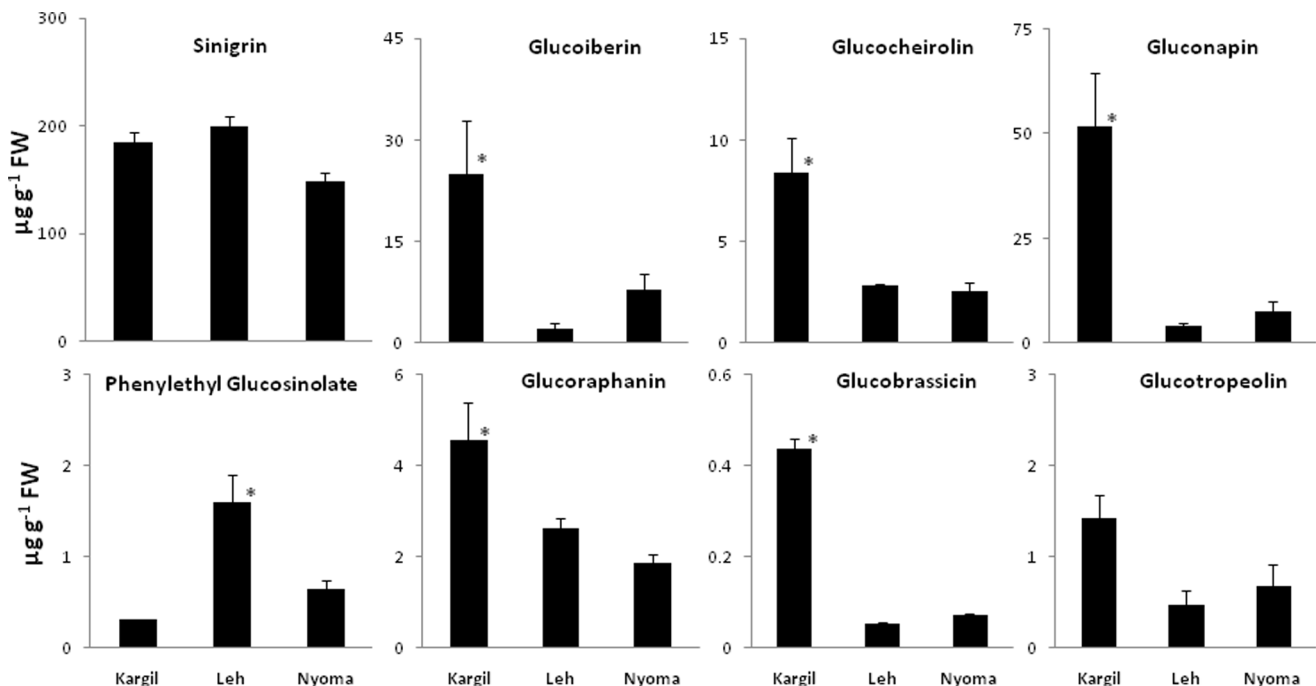 Sinigrin
300
200
100
0
µg g-1 FW
Glucoiberin
45
30
15
0
*
Glucocheirolin
15
10
5
0
*
Gluconapin
75
50
25
0
*
Phenylethyl Glucosinolate
3
2
1
0
µg g-1 FW
*
Kargil Leh Nyoma
Glucoraphanin
6
4
2
0
*
Kargil Leh Nyoma
Glucobrassicin
0.6
0.4
0.2
0
*
Kargil Leh Nyoma
Glucotropeolin
3
2
1
0
Kargil Leh Nyoma